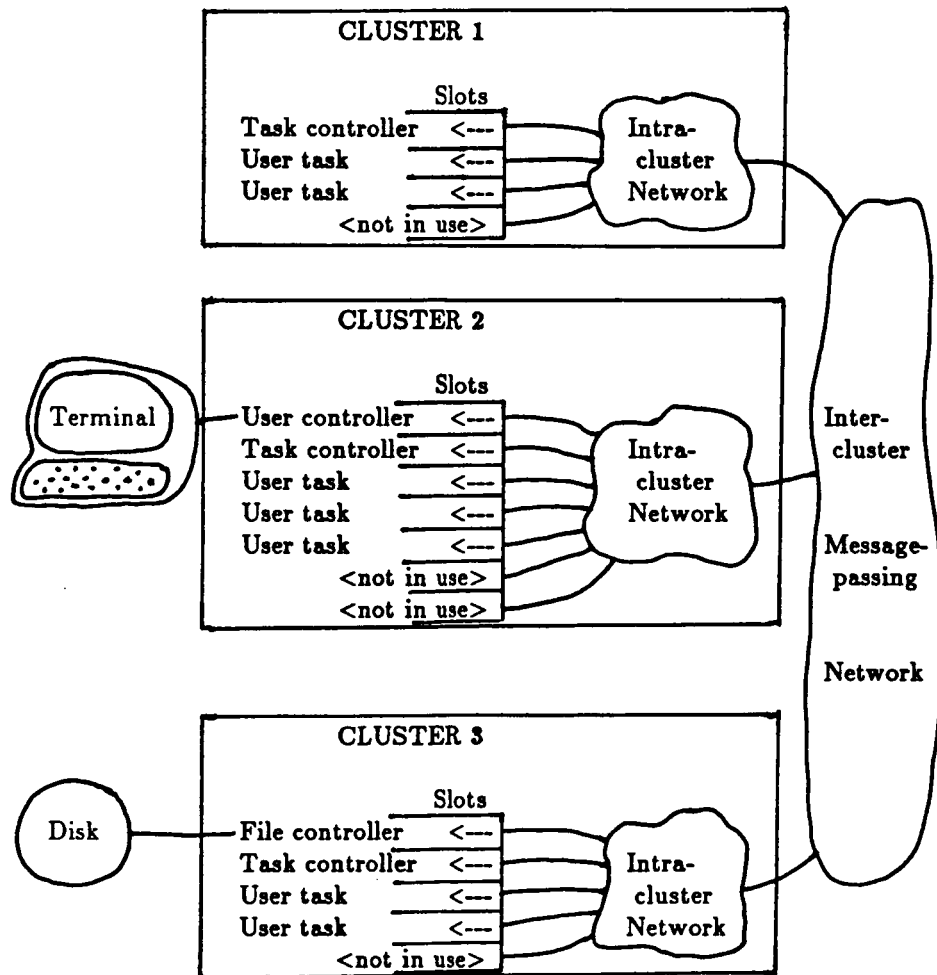 CLUSTER 1
Slots
Task controller <---
User task <---
User task <---
<not in use>
Intra-
cluster
Network
CLUSTER 2
Slots
Terminal
User controller <---
Task controller <---
User task <---
User task <---
User task <---
<not in use>
<not in use>
Intra-
cluster
Network
Inter-
cluster
Message-
passing
Network
CLUSTER 3
Slots
Disk
File controller <---
Task controller <---
User task <---
User task <---
<not in use>
Intra-
cluster
Network